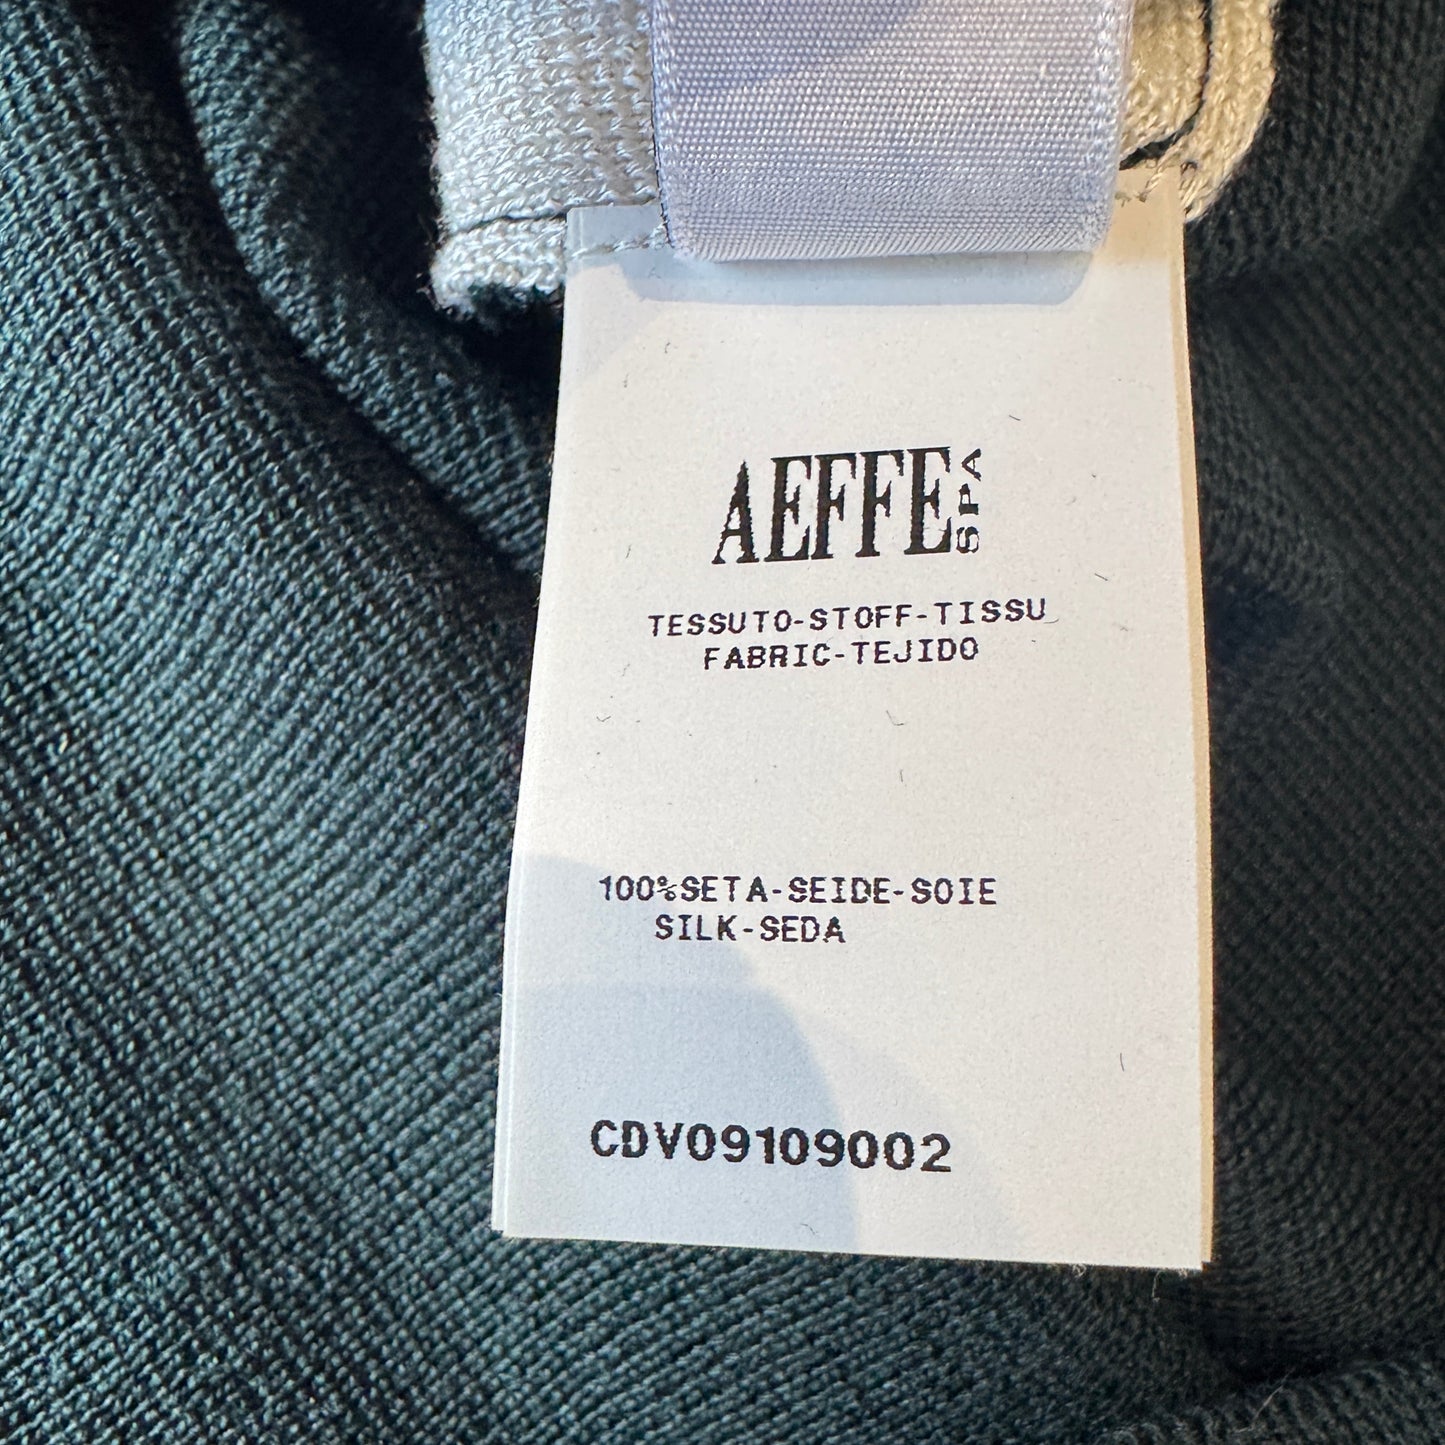 AEFFE SPA
TESSUTO-STOFF-TISSU
FABRIC-TEJIDO
100%SETA-SEIDE-SOIE
SILK-SEDA
CDV09109002